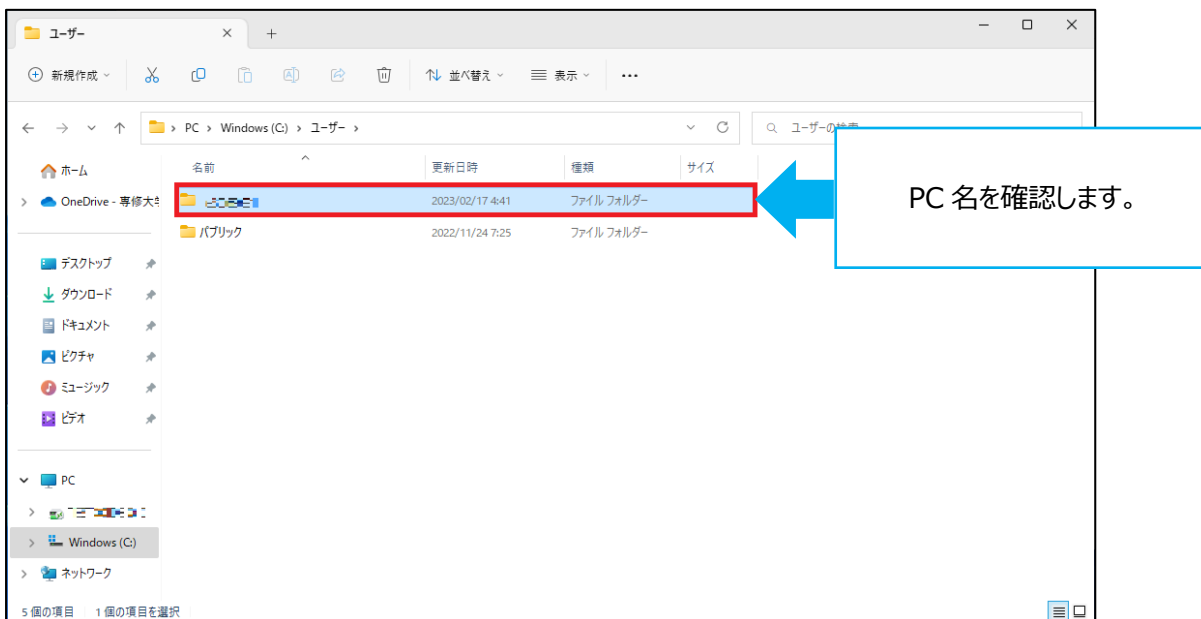 ユーザー
新規作成
並べ替え
表示
PC > Windows (C:) > ユーザー >
ユーザーの検索
ホーム
OneDrive - 専修大学
名前
更新日時
種類
サイズ
2023/02/17 4:41
ファイル フォルダー
パブリック
2022/11/24 7:25
ファイル フォルダー
PC 名を確認します。
デスクトップ
ダウンロード
ドキュメント
ピクチャ
ミュージック
ビデオ
PC
Windows (C:)
ネットワーク
5 個の項目
1 個の項目を選択